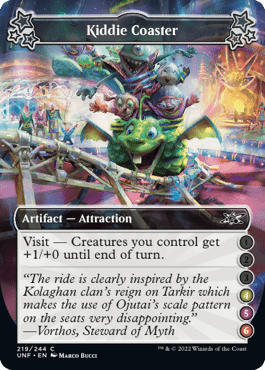 Kiddie Coaster
Artifact — Attraction
Visit — Creatures you control get
+1/+0 until end of turn.
1
2
3
4
5
6
“The ride is clearly inspired by the
Kolaghan clan’s reign on Tarkir which
makes the use of Ojutai’s scale pattern
on the seats very disappointing.”
—Vorthos, Steward of Myth
219/244 C
UNF • EN Marco Bucci
™ & © 2022 Wizards of the Coast